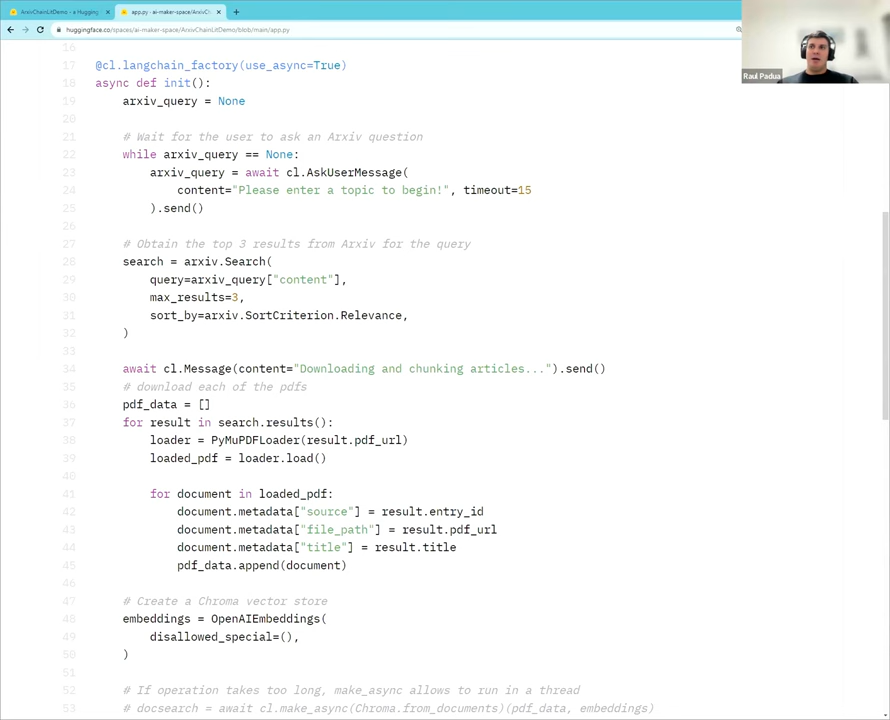 ArxivChainLitDemo - a Hugging
app.py · ai-maker-space/ArxivCh
huggingface.co/spaces/ai-maker-space/ArxivChainLitDemo/blob/main/app.py
Raul Padua
16
17 @cl.langchain_factory(use_async=True)
18 async def init():
19 arxiv_query = None
20
21 # Wait for the user to ask an Arxiv question
22 while arxiv_query == None:
23 arxiv_query = await cl.AskUserMessage(
24 content="Please enter a topic to begin!", timeout=15
25 ).send()
26
27 # Obtain the top 3 results from Arxiv for the query
28 search = arxiv.Search(
29 query=arxiv_query["content"],
30 max_results=3,
31 sort_by=arxiv.SortCriterion.Relevance,
32 )
33
34 await cl.Message(content="Downloading and chunking articles...").send()
35 # download each of the pdfs
36 pdf_data = []
37 for result in search.results():
38 loader = PyMuPDFLoader(result.pdf_url)
39 loaded_pdf = loader.load()
40
41 for document in loaded_pdf:
42 document.metadata["source"] = result.entry_id
43 document.metadata["file_path"] = result.pdf_url
44 document.metadata["title"] = result.title
45 pdf_data.append(document)
46
47 # Create a Chroma vector store
48 embeddings = OpenAIEmbeddings(
49 disallowed_special=(),
50 )
51
52 # If operation takes too long, make_async allows to run in a thread
53 # docsearch = await cl.make_async(Chroma.from_documents)(pdf_data, embeddings)